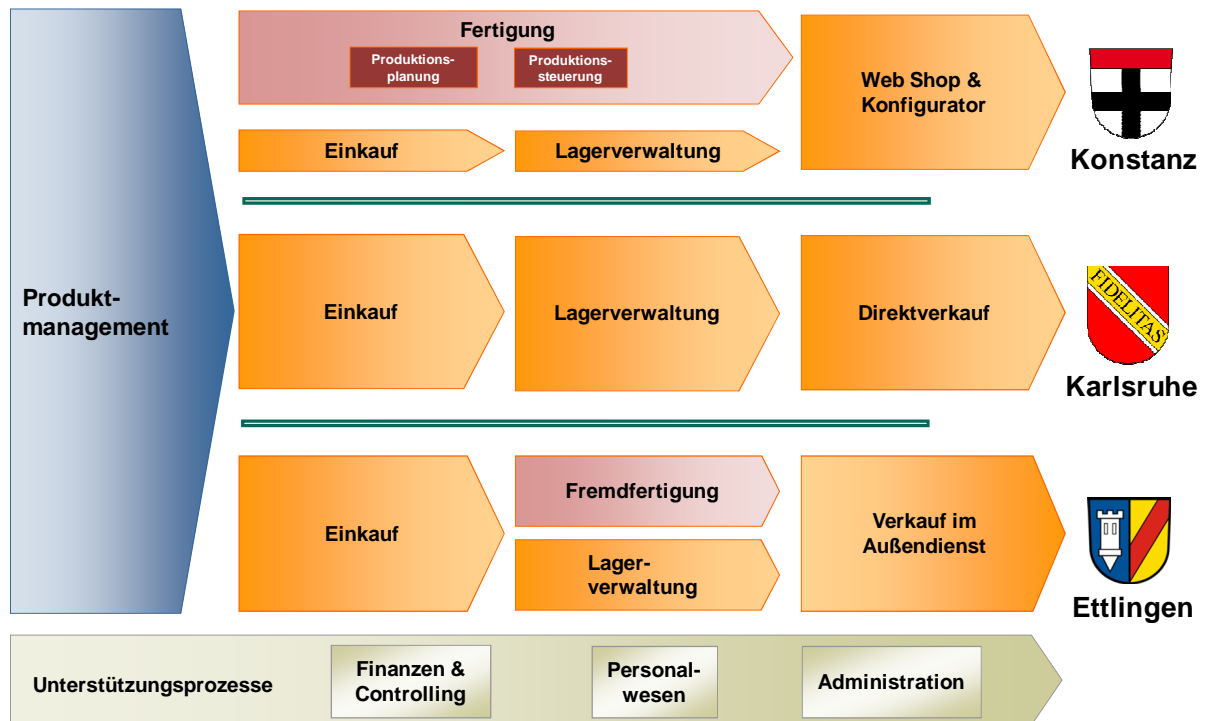 Fertigung
Produktions-
planung
Produktions-
steuerung
Web Shop &
Konfigurator
Einkauf
Lagerverwaltung
Konstanz
Produkt-
management
Einkauf
Lagerverwaltung
Direktverkauf
FIDELITAS
Karlsruhe
Einkauf
Fremdfertigung
Lager-
verwaltung
Verkauf im
Außendienst
Ettlingen
Unterstützungsprozesse
Finanzen &
Controlling
Personal-
wesen
Administration